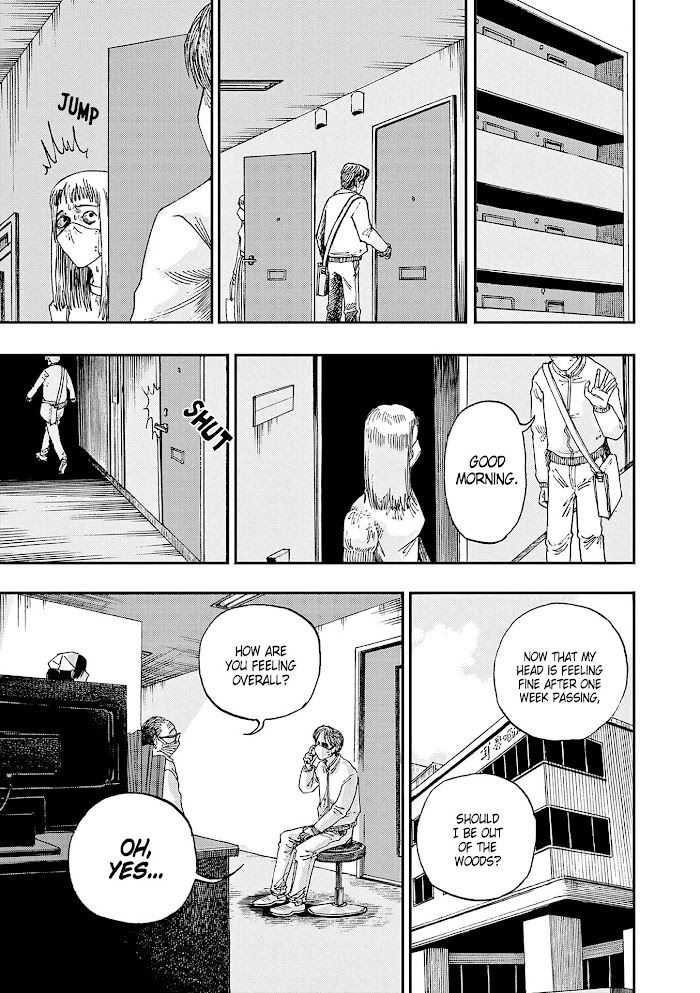 JUMP
GOOD
MORNING.
SHUT
NOW THAT MY
HEAD IS FEELING
FINE AFTER ONE
WEEK PASSING,
SHOULD
I BE OUT
OF THE
WOODS?
HOW ARE
YOU FEELING
OVERALL?
OH,
YES...